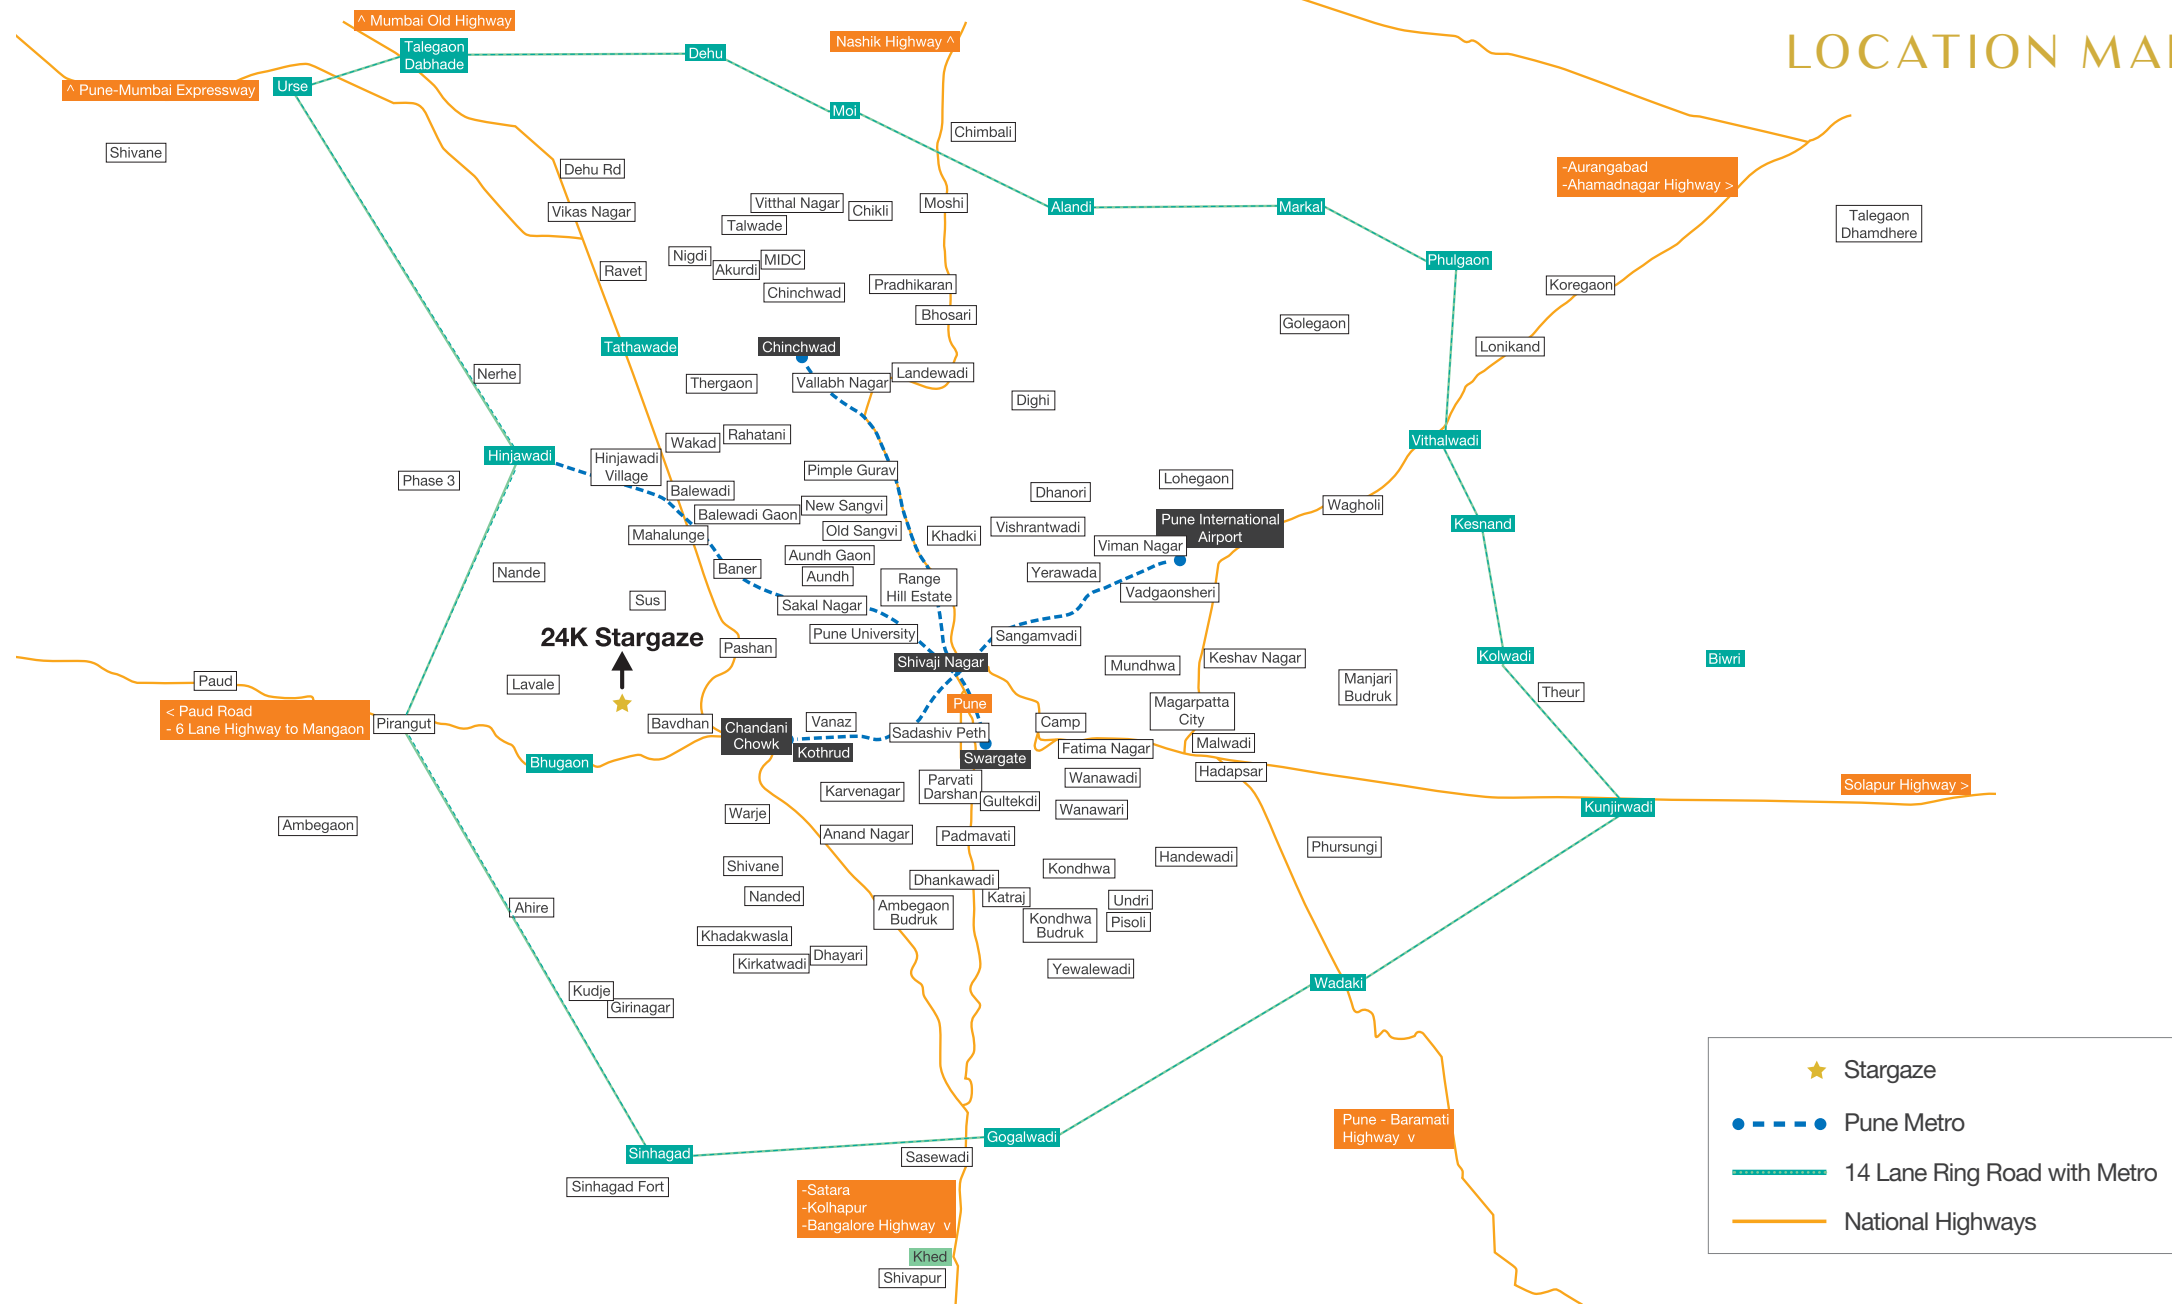 ^ Mumbai Old Highway
Nashik Highway ^
LOCATION
Talegaon
Dabhade
Dehu
^ Pune-Mumbai Expressway
Urse
Moi
Chimbali
Shivane
Dehu Rd
-Aurangabad
-Ahamadnagar Highway >
Vikas Nagar
Vitthal Nagar
Chikli
Moshi
Alandi
Markal
Talegaon
Dhamdhere
Talwade
Nigdi
MIDC
Akurdi
Ravet
Phulgaon
Chinchwad
Pradhikaran
Koregaon
Bhosari
Golegaon
Tathawade
Chinchwad
Lonikand
Nerhe
Thergaon
Vallabh Nagar
Landewadi
Dighi
Wakad
Rahatani
Vithalwadi
Hinjawadi
Hinjawadi
Village
Pimple Gurav
Phase 3
Lohegaon
Balewadi
Dhanori
New Sangvi
Wagholi
Balewadi Gaon
Old Sangvi
Vishrantwadi
Pune International
Airport
Kesnand
Mahalunge
Khadki
Viman Nagar
Aundh Gaon
Baner
Aundh
Nande
Yerawada
Range
Hill Estate
Vadgaonsheri
Sus
Sakal Nagar
24K Stargaze
Pune University
Sangamvadi
Pashan
Shivaji Nagar
Mundhwa
Keshav Nagar
Kolwadi
Biwri
Paud
Lavale
Manjari
Budruk
Theur
< Paud Road
- 6 Lane Highway to Mangaon
Pirangut
Pune
Magarpatta
City
Bavdhan
Chandani
Chowk
Vanaz
Sadashiv Peth
Camp
Kothrud
Swargate
Fatima Nagar
Malwadi
Bhugaon
Hadapsar
Wanawadi
Parvati
Darshan
Karvenagar
Gultekdi
Solapur Highway >
Wanawari
Kunjirwadi
Warje
Ambegaon
Anand Nagar
Padmavati
Phursungi
Handewadi
Shivane
Kondhwa
Dhankawadi
Nanded
Katraj
Undri
Ahire
Ambegaon
Budruk
Kondhwa
Budruk
Pisoli
Khadakwasla
Dhayari
Kirkatwadi
Yewalewadi
Kudje
Girinagar
Wadaki
Stargaze
Pune - Baramati
Highway v
Pune Metro
Gogalwadi
Sinhagad
Sasewadi
14 Lane Ring Road with Metro
Sinhagad Fort
-Satara
-Kolhapur
-Bangalore Highway v
National Highways
Khed
Shivapur